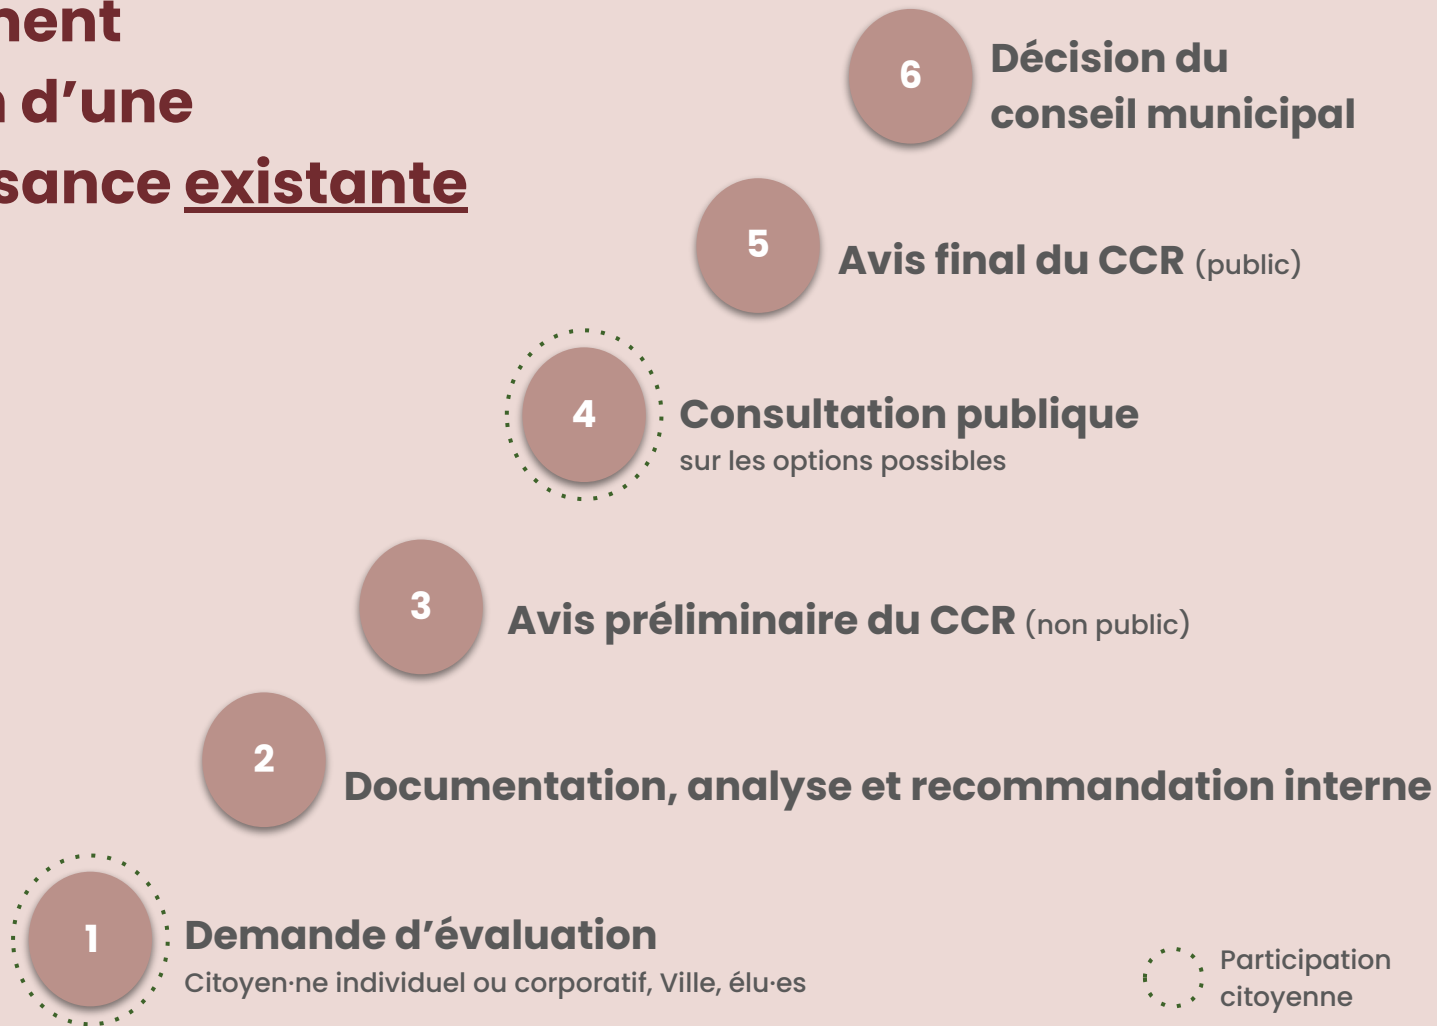 ment
n d’une
sance existante
6
Décision du
conseil municipal
5
Avis final du CCR (public)
4
Consultation publique
sur les options possibles
3
Avis préliminaire du CCR (non public)
2
Documentation, analyse et recommandation interne
1
Demande d’évaluation
Citoyen·ne individuel ou corporatif, Ville, élu·es
Participation
citoyenne